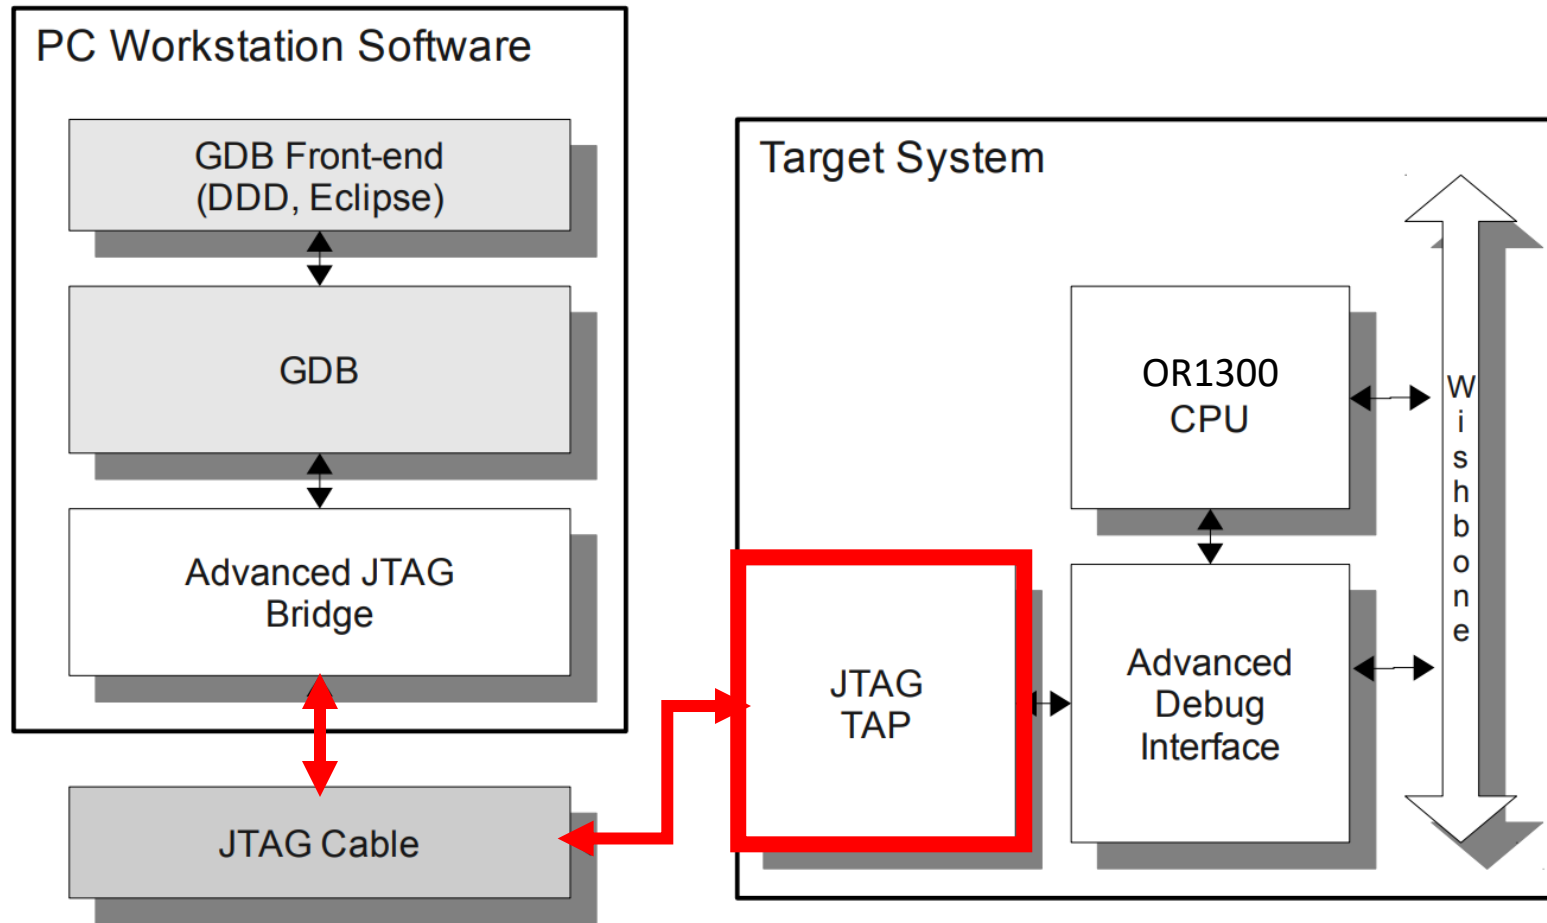 PC Workstation Software
GDB Front-end
(DDD, Eclipse)
GDB
Advanced JTAG
Bridge
JTAG Cable
Target System
OR1300
CPU
JTAG
TAP
Advanced
Debug
Interface
Wishbone